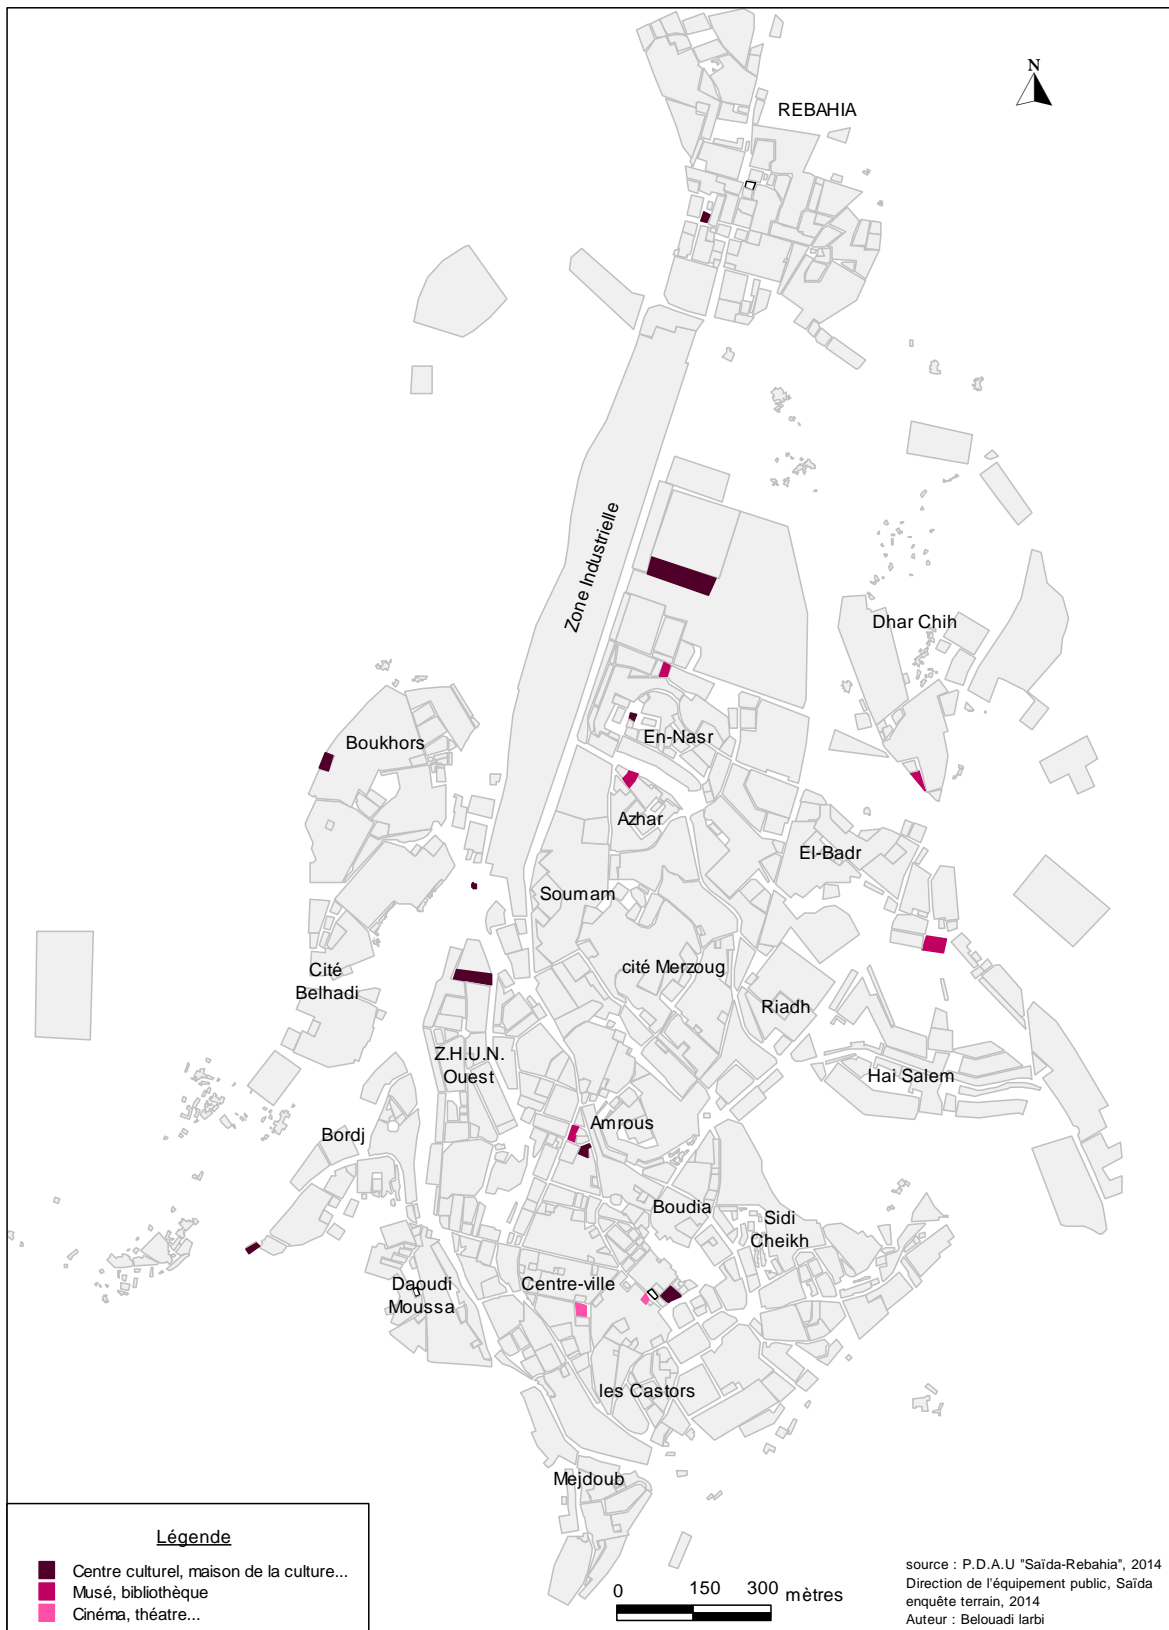 N
REBAHIA
Zone Industrielle
Dhar Chih
Boukhors
En-Nasr
Azhar
El-Badr
Soumam
Cité
Belhadi
cité Merzoug
Riadh
Z.H.U.N.
Ouest
Hai Salem
Amrous
Bordj
Boudia
Sidi
Cheikh
Daoudi
Moussa
Centre-ville
les Castors
Mejdoub
Légende
Centre culturel, maison de la culture...
Musé, bibliothèque
Cinéma, théatre...
0 150 300 mètres
source : P.D.A.U "Saïda-Rebahia", 2014
Direction de l'équipement public, Saïda
enquête terrain, 2014
Auteur : Belouadi larbi